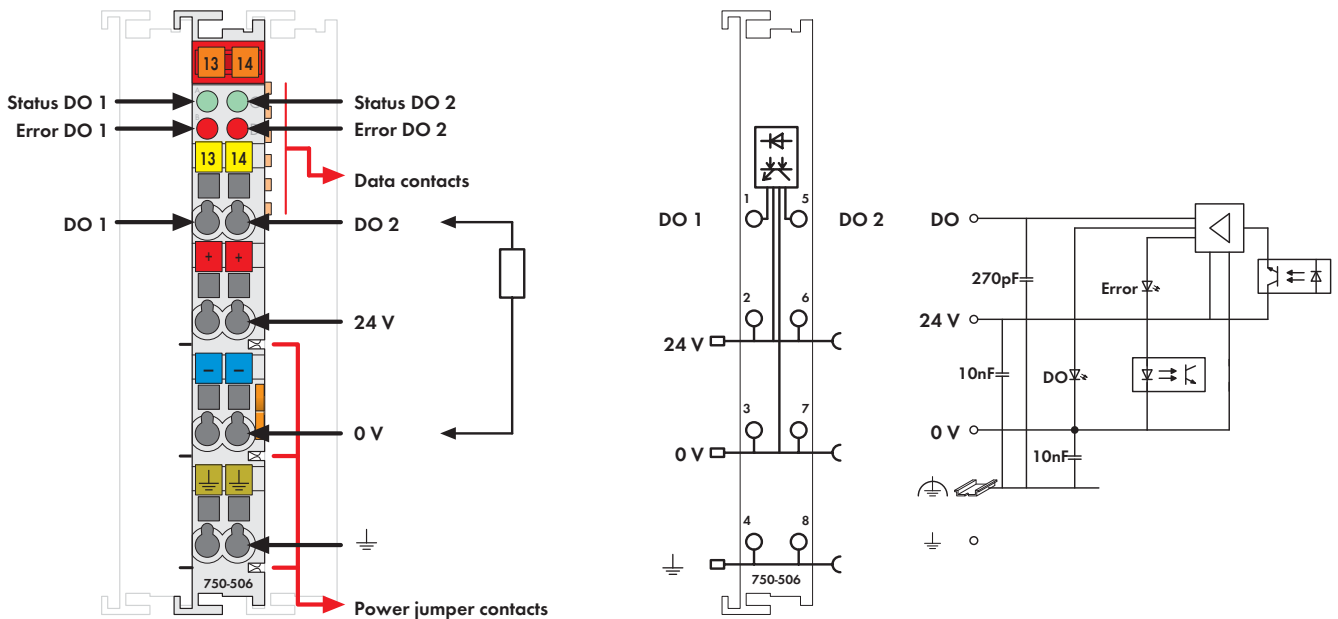 13 14
Status DO 1
Status DO 2
Error DO 1
Error DO 2
13 14
Data contacts
DO 1
DO 2
+ +
24 V
– –
0 V
750-506
Power jumper contacts
1
5
DO 1
DO 2
2
6
24 V
3
7
0 V
4
8
750-506
DO
270pF
Error
24 V
10nF
DO
0 V
10nF